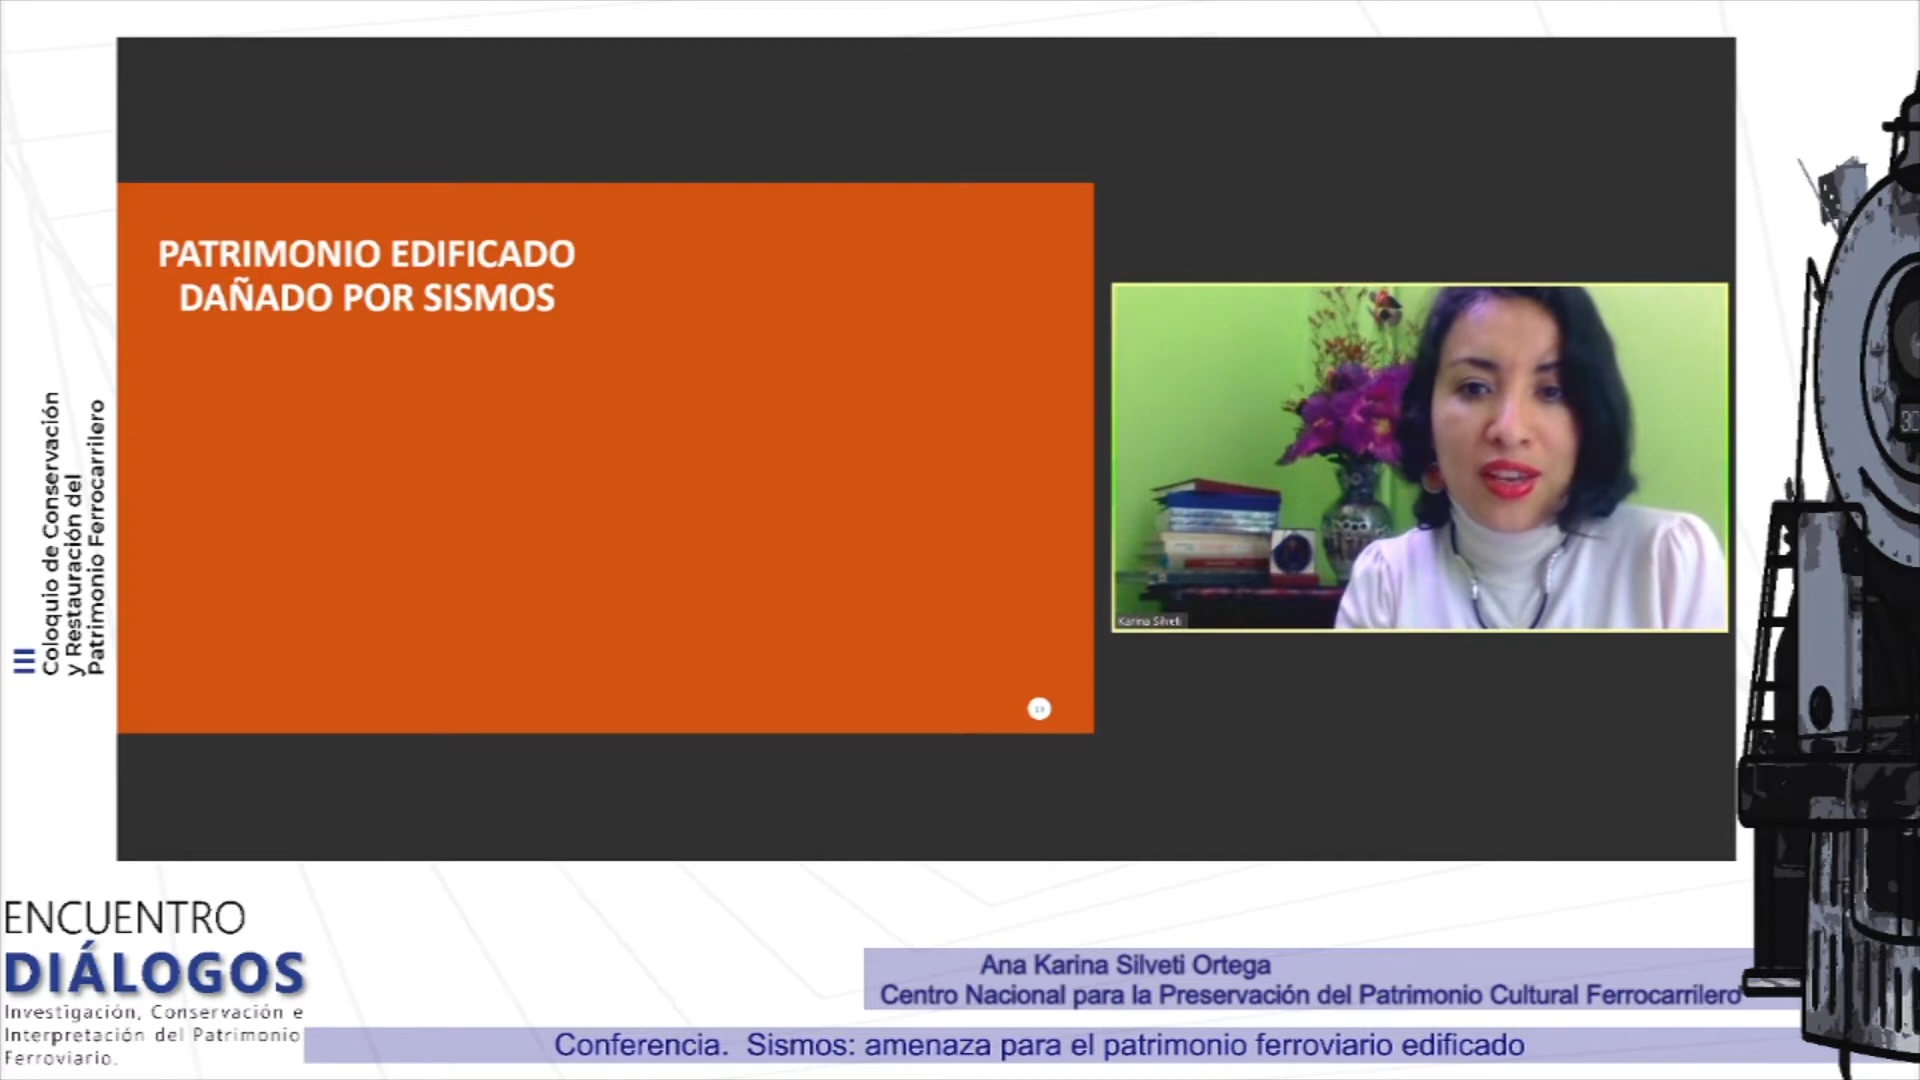 PATRIMONIO EDIFICADO
DAÑADO POR SISMOS
Karina Silveti
III
Coloquio de Conservación
y Restauración del
Patrimonio Ferrocarrilero
ENCUENTRO
DIÁLOGOS
Investigación, Conservación e
Interpretación del Patrimonio
Ferroviario.
Ana Karina Silveti Ortega
Centro Nacional para la Preservación del Patrimonio Cultural Ferrocarrilero
Conferencia. Sismos: amenaza para el patrimonio ferroviario edificado